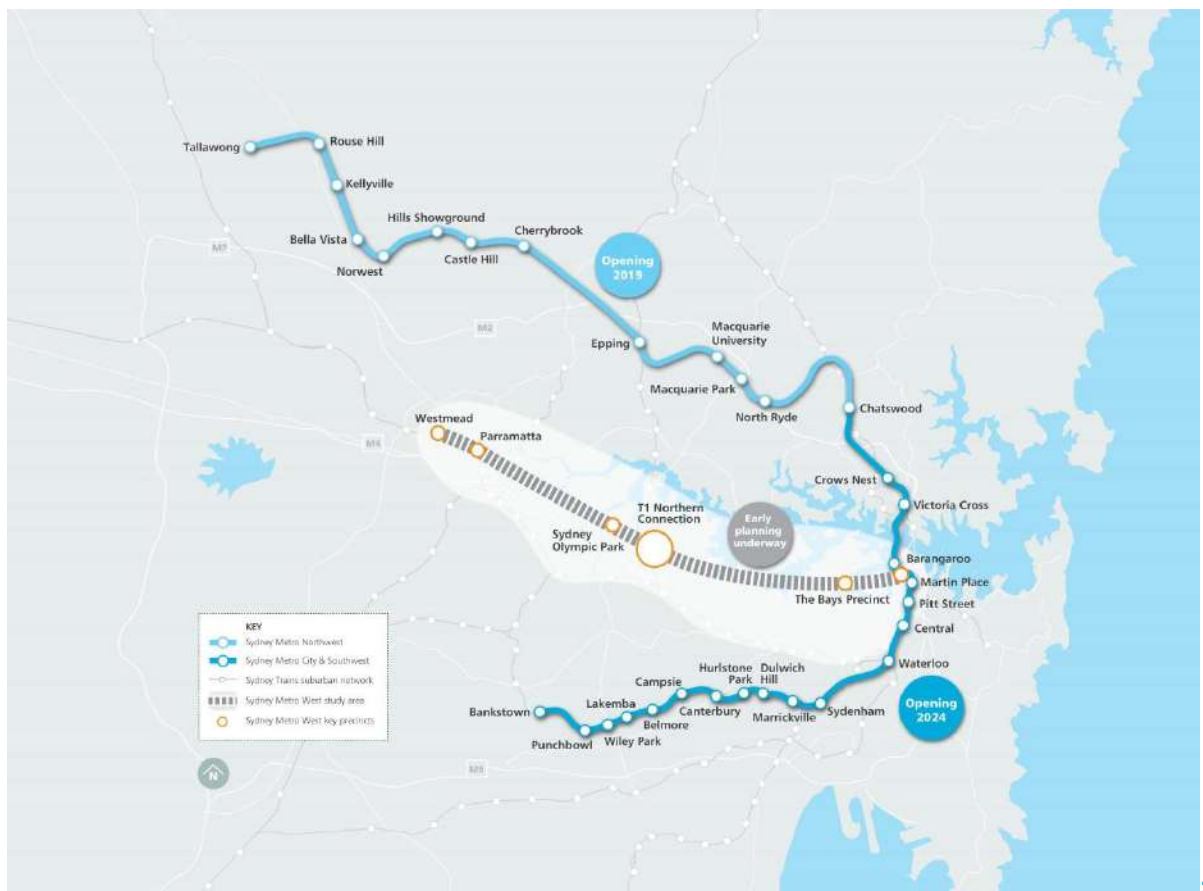 Tallawong
Rouse Hill
Kellyville
Hills Showground
Bella Vista
Norwest
Castle Hill
Cherrybrook
Opening
2019
M2
Epping
Macquarie
University
Macquarie Park
North Ryde
Chatswood
Westmead
Parramatta
M4
Crows Nest
Victoria Cross
T1 Northern
Connection
Sydney
Olympic Park
Early
planning
underway
Barangaroo
Martin Place
The Bays Precinct
Pitt Street
Central
Waterloo
KEY
Sydney Metro Northwest
Sydney Metro City & Southwest
Sydney Trains suburban network
Sydney Metro West study area
Sydney Metro West key precincts
Hurlstone
Park
Dulwich
Hill
Campsie
Lakemba
Bankstown
Canterbury
Belmore
Marrickville
Sydenham
Wiley Park
Punchbowl
Opening
2024
N